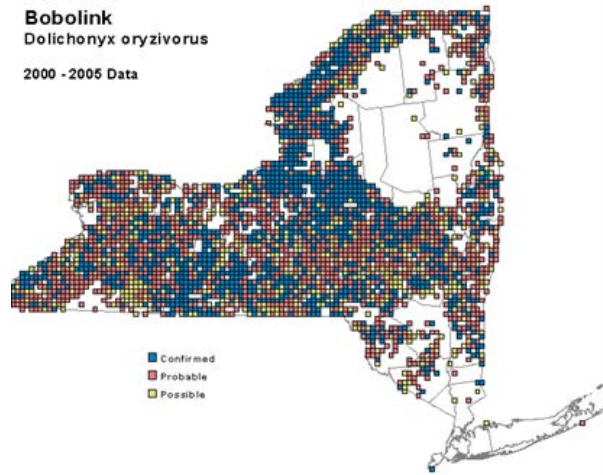 Bobolink
Dolichonyx oryzivorus
2000 - 2005 Data
Confirmed
Probable
Possible